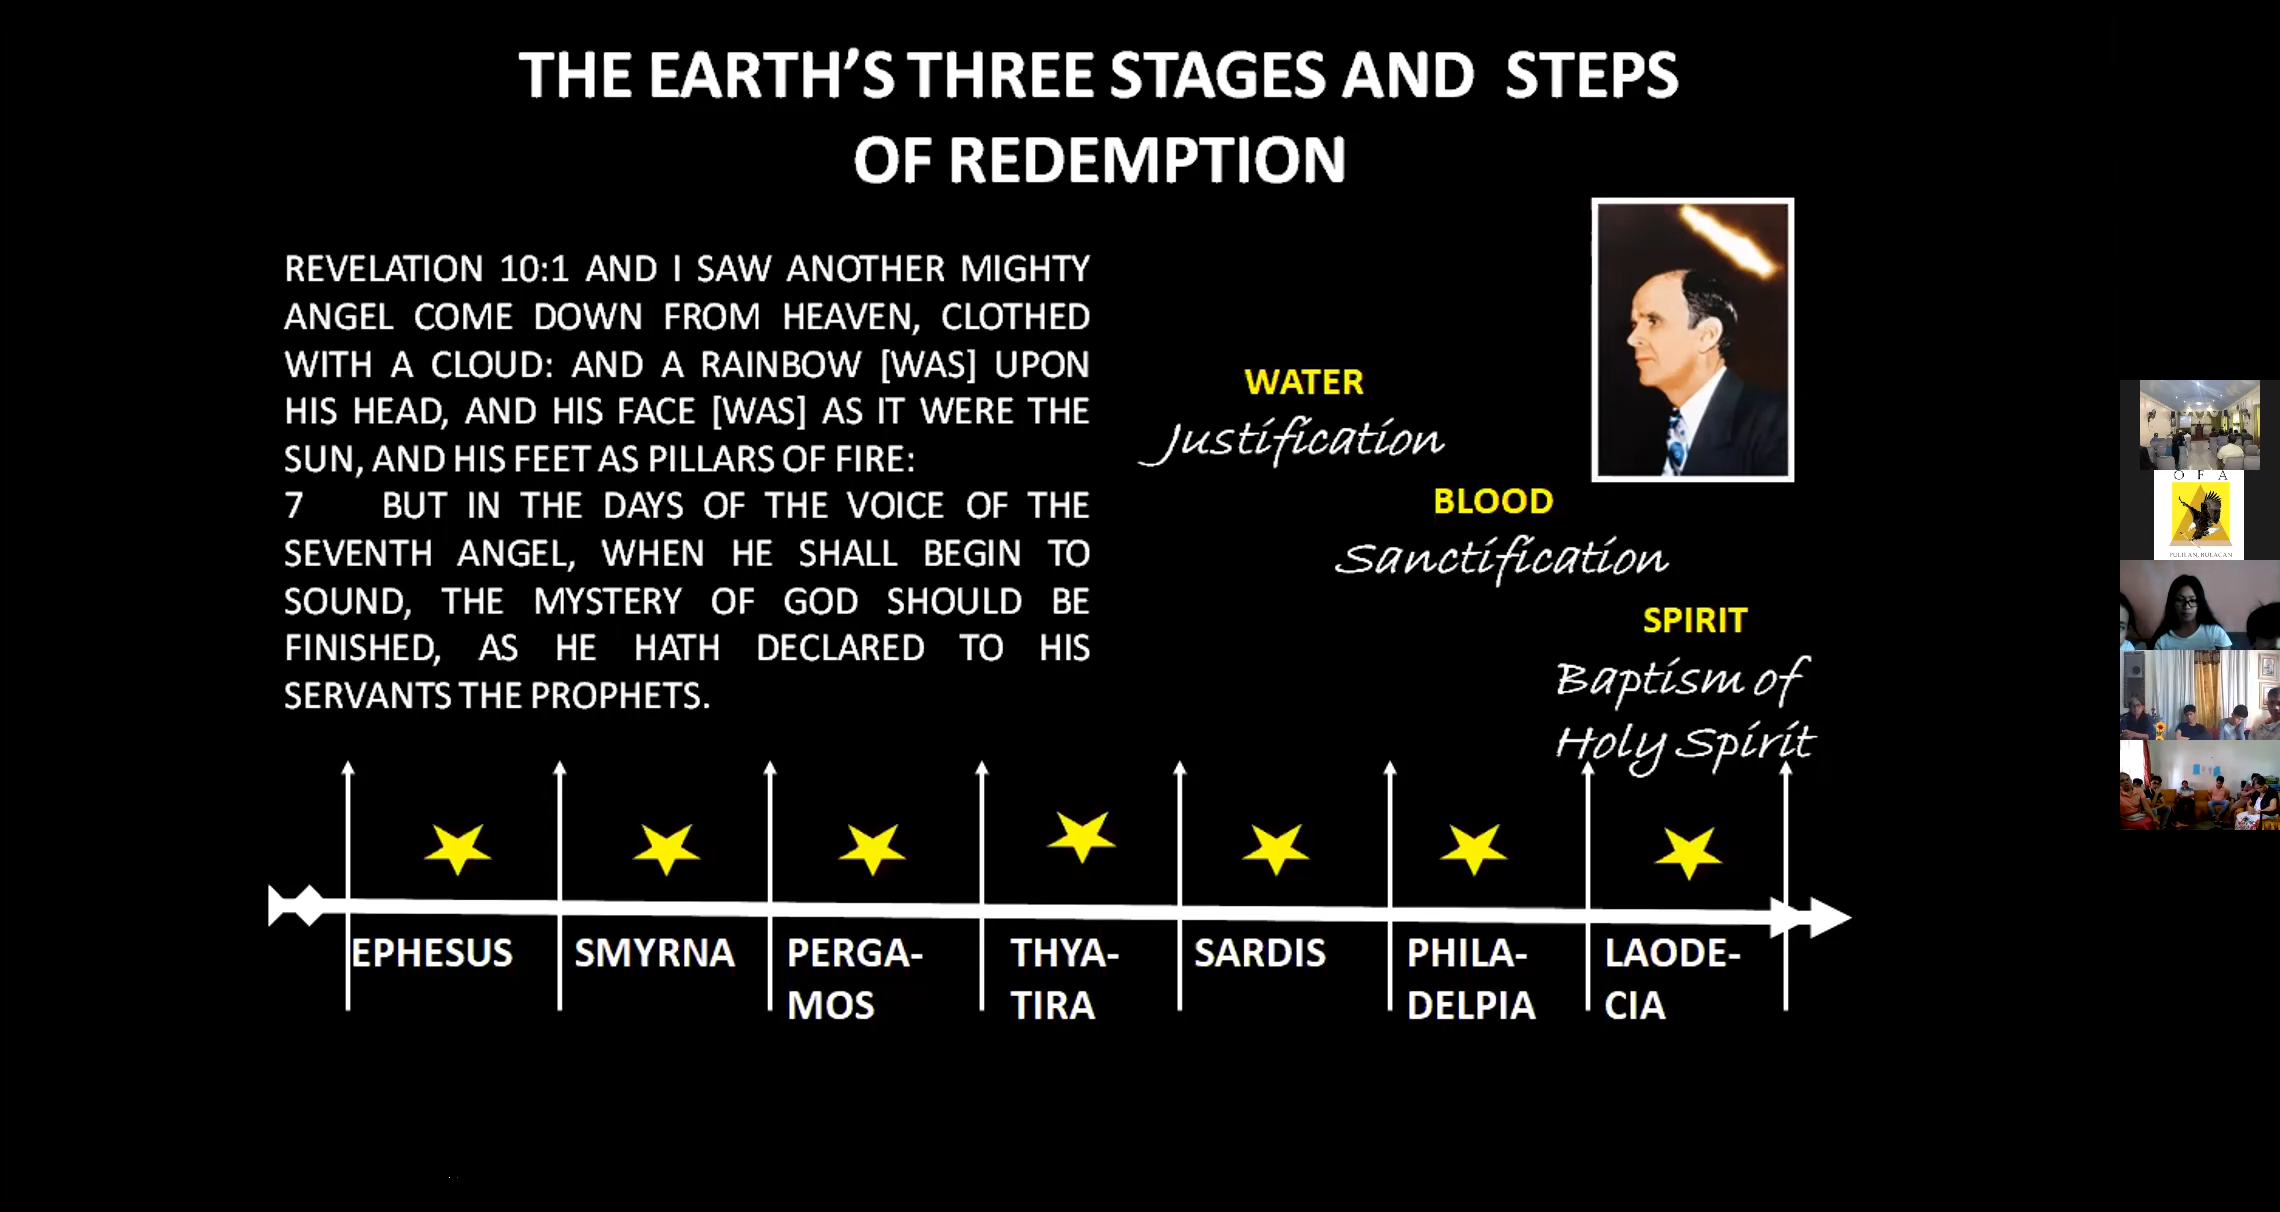 THE EARTH'S THREE STAGES AND STEPS
OF REDEMPTION
REVELATION 10:1 AND I SAW ANOTHER MIGHTY
ANGEL COME DOWN FROM HEAVEN, CLOTHED
WITH A CLOUD: AND A RAINBOW [WAS] UPON
HIS HEAD, AND HIS FACE [WAS] AS IT WERE THE
SUN, AND HIS FEET AS PILLARS OF FIRE:
7 BUT IN THE DAYS OF THE VOICE OF THE
SEVENTH ANGEL, WHEN HE SHALL BEGIN TO
SOUND, THE MYSTERY OF GOD SHOULD BE
FINISHED, AS HE HATH DECLARED TO HIS
SERVANTS THE PROPHETS.
WATER
Justification
BLOOD
Sanctification
SPIRIT
Baptism of
Holy Spirit
EPHESUS
SMYRNA
PERGA-
MOS
THYA-
TIRA
SARDIS
PHILA-
DELPIA
LAODE-
CIA
O F A
PULILAN, BULACAN